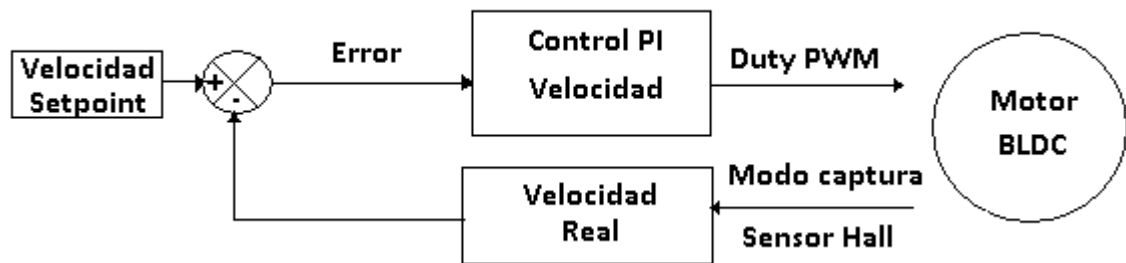 Velocidad
Setpoint
+
-
Error
Control PI
Velocidad
Duty PWM
Motor
BLDC
Velocidad
Real
Modo captura
Sensor Hall